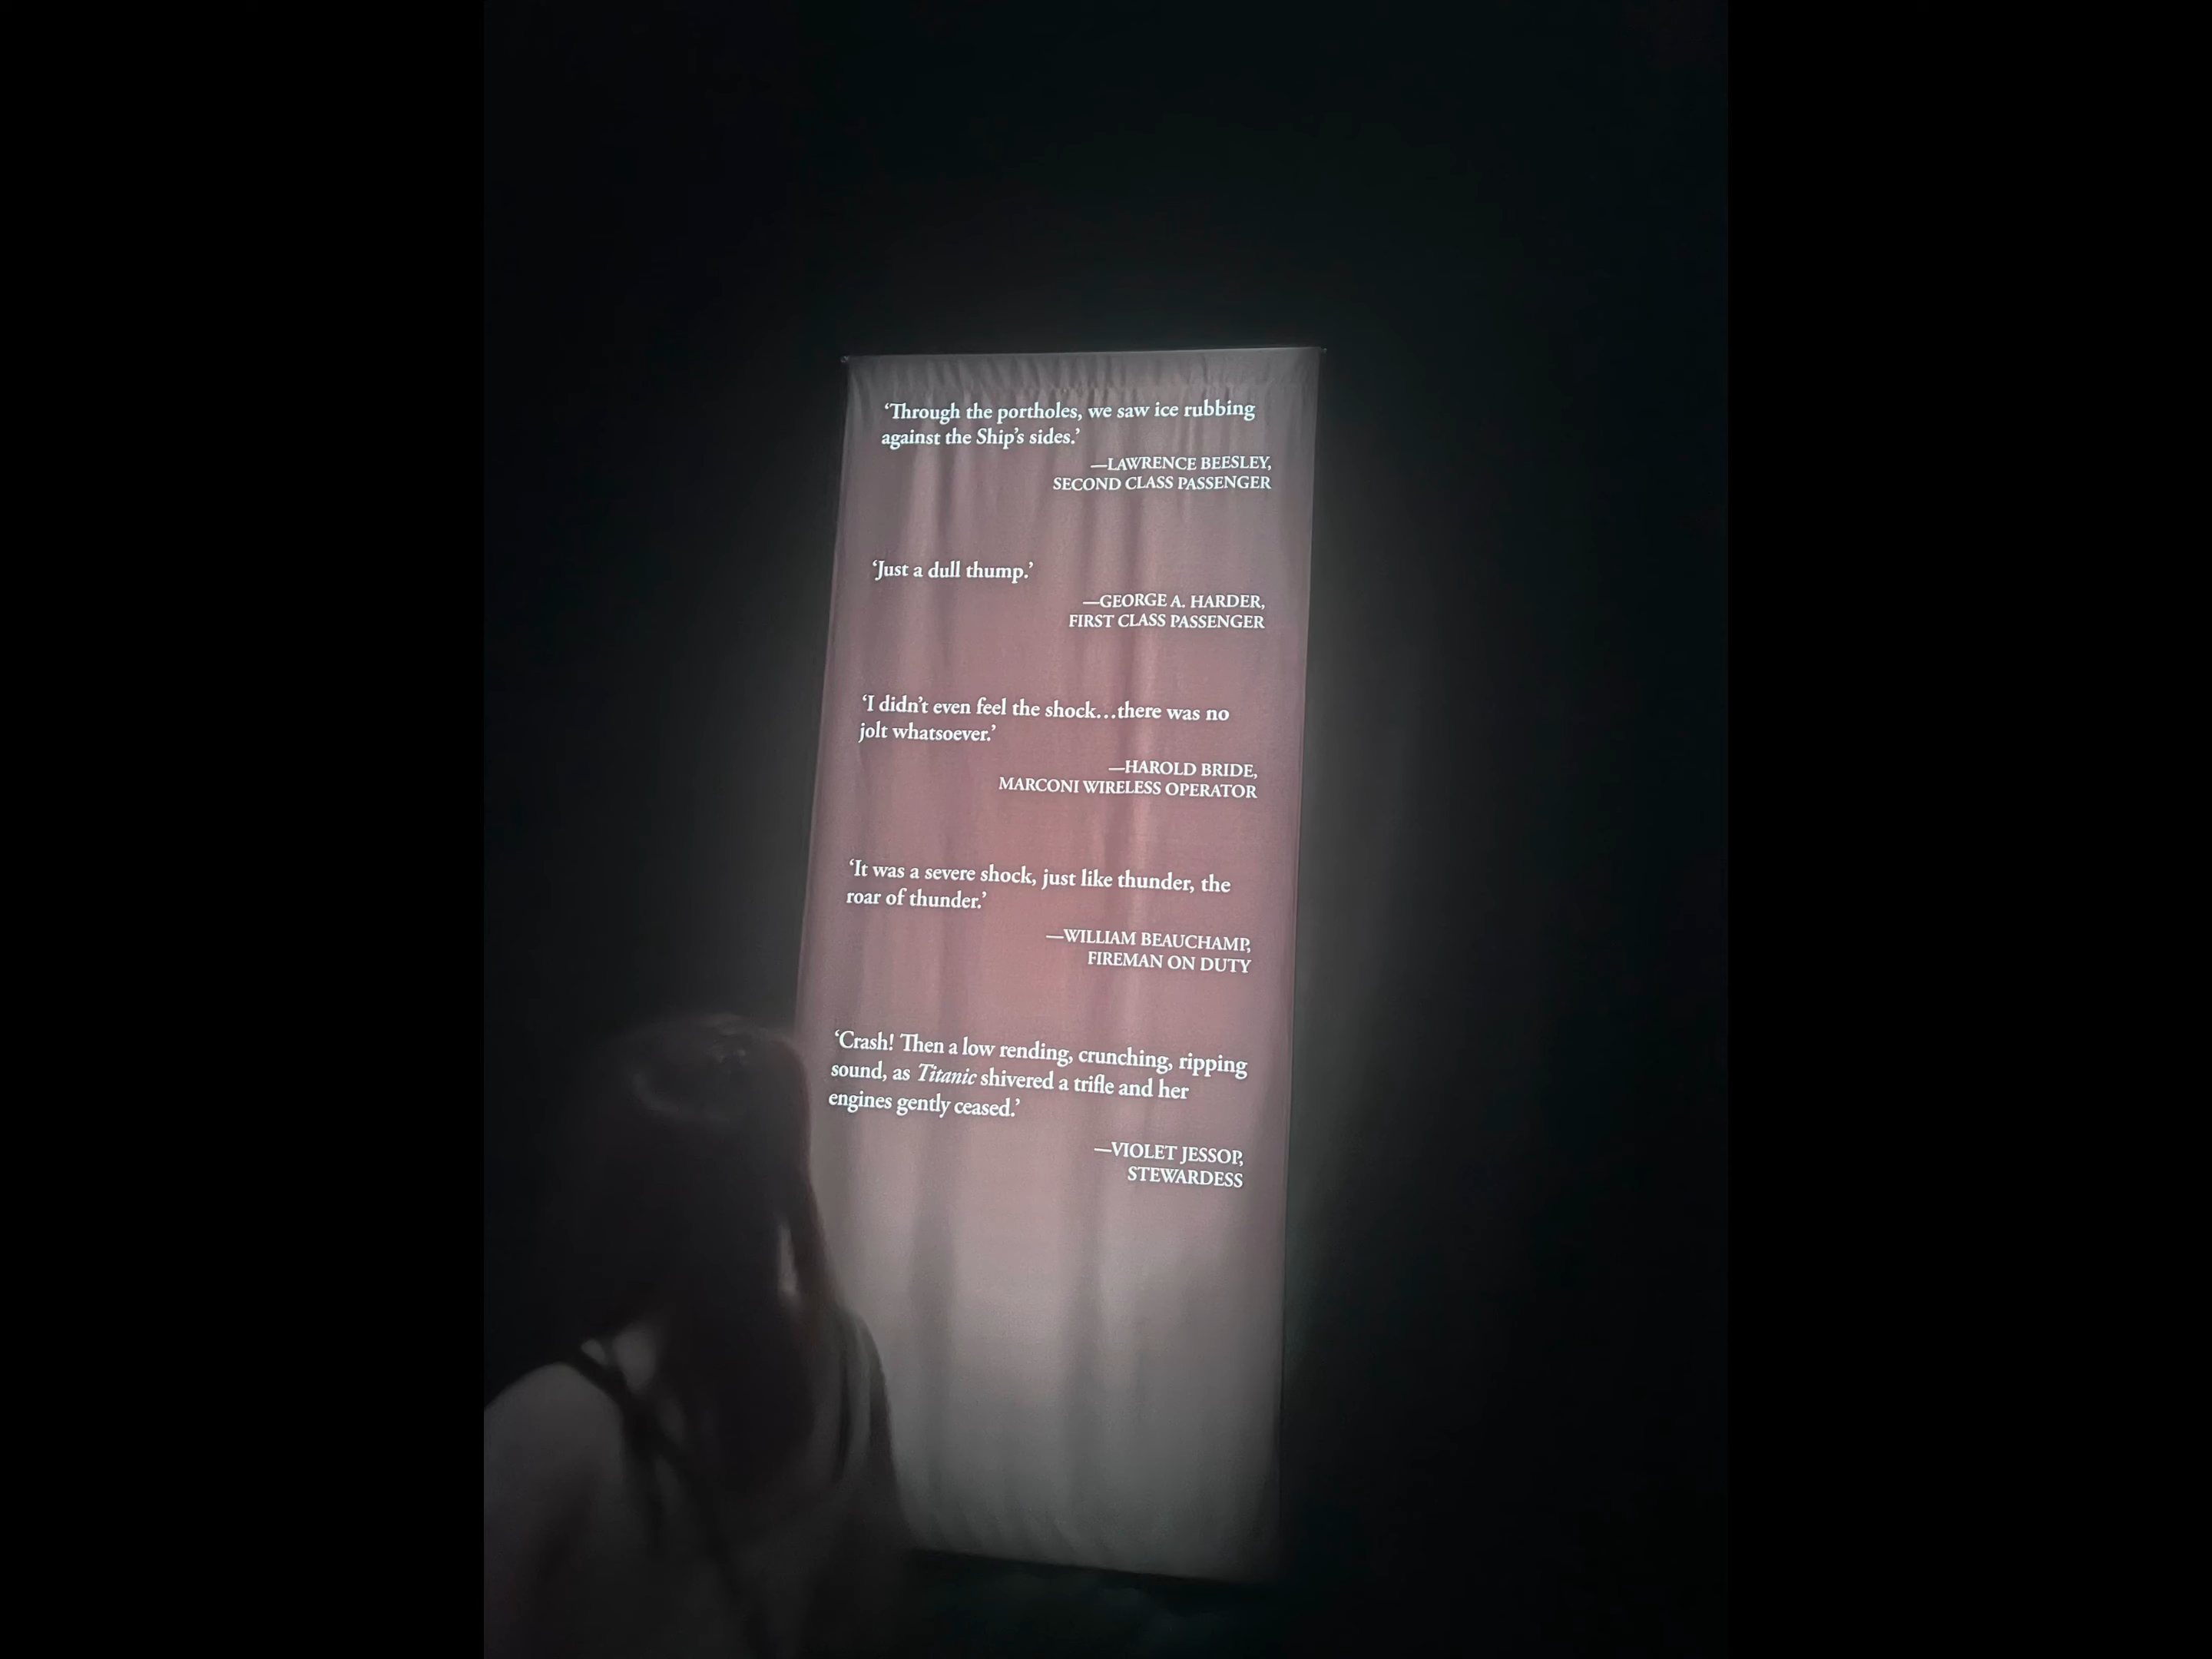 ‘Through the portholes, we saw ice rubbing
against the Ship’s sides.’
—LAWRENCE BEESLEY,
SECOND CLASS PASSENGER
‘Just a dull thump.’
—GEORGE A. HARDER,
FIRST CLASS PASSENGER
‘I didn’t even feel the shock…there was no
jolt whatsoever.’
—HAROLD BRIDE,
MARCONI WIRELESS OPERATOR
‘It was a severe shock, just like thunder, the
roar of thunder.’
—WILLIAM BEAUCHAMP,
FIREMAN ON DUTY
‘Crash! Then a low rending, crunching, ripping
sound, as Titanic shivered a trifle and her
engines gently ceased.’
—VIOLET JESSOP,
STEWARDESS